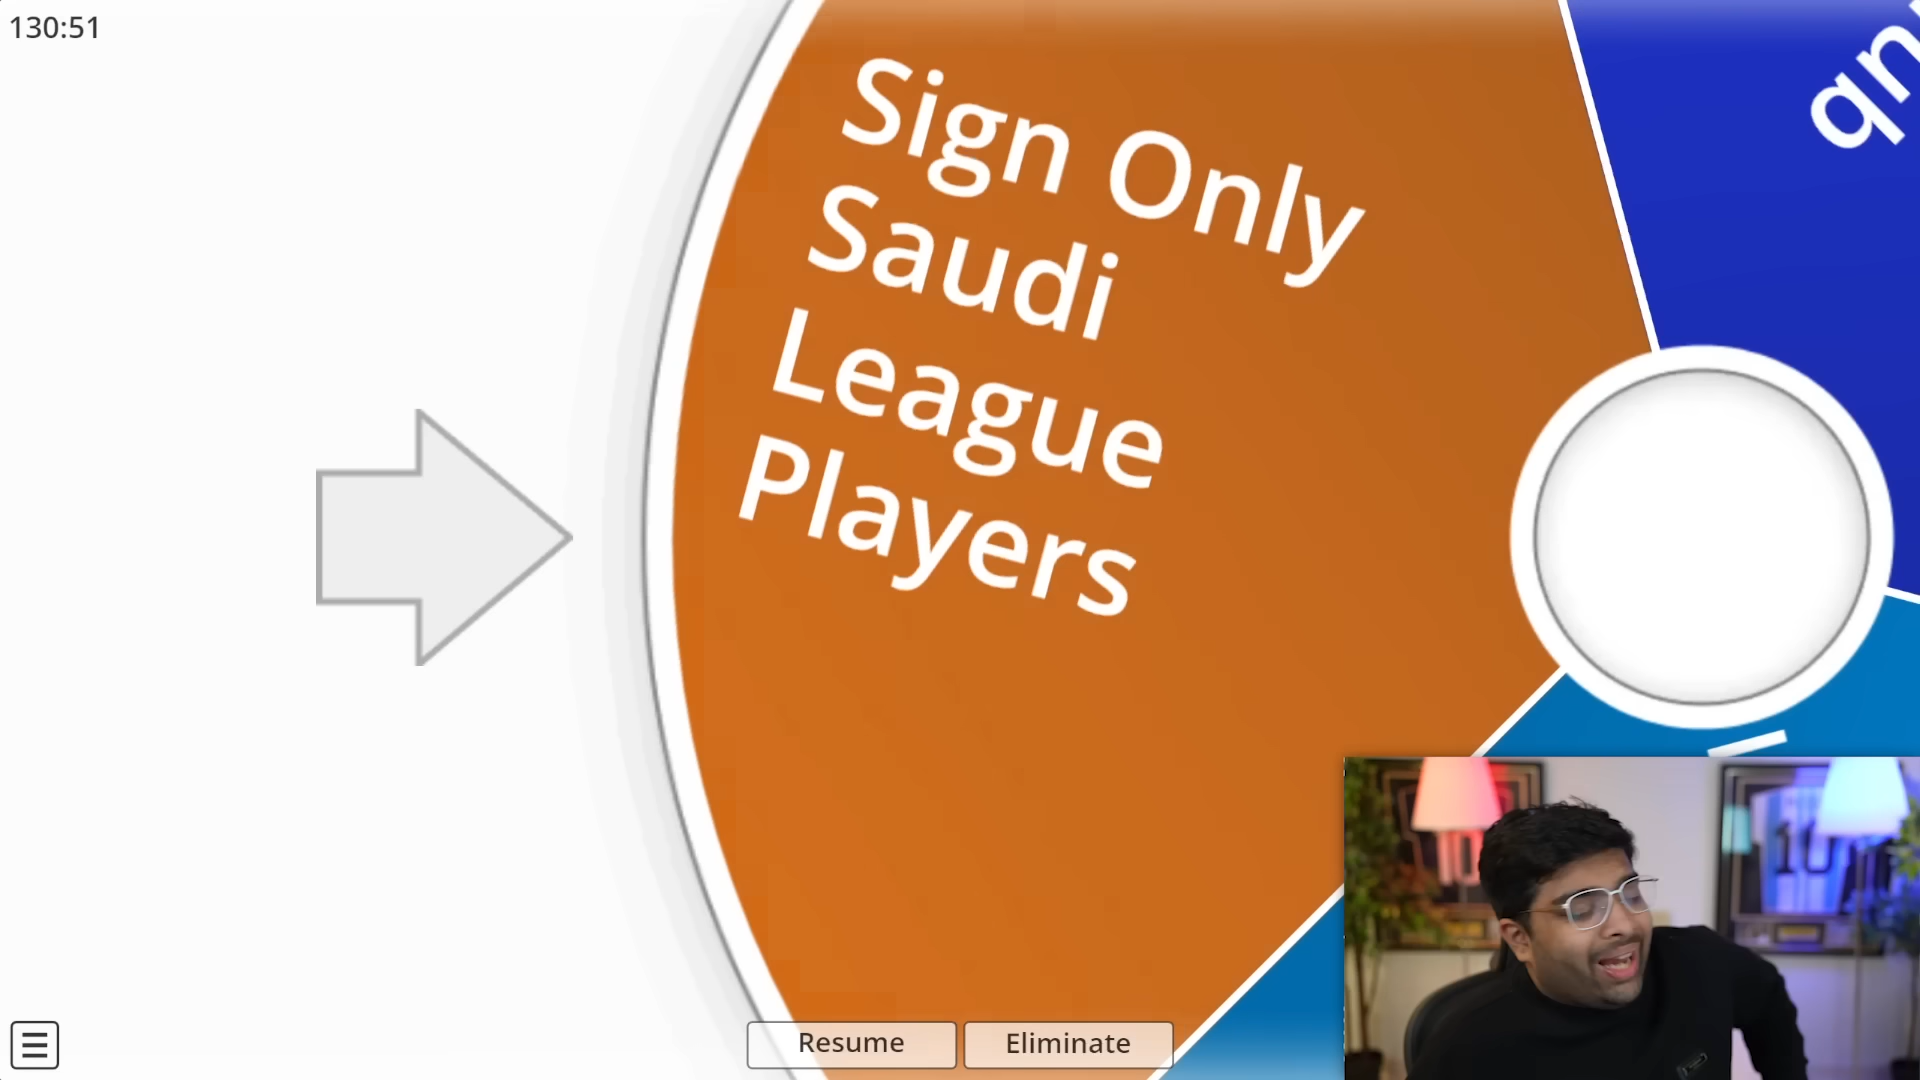 130:51
Sign Only
Saudi
League
Players
Resume
Eliminate